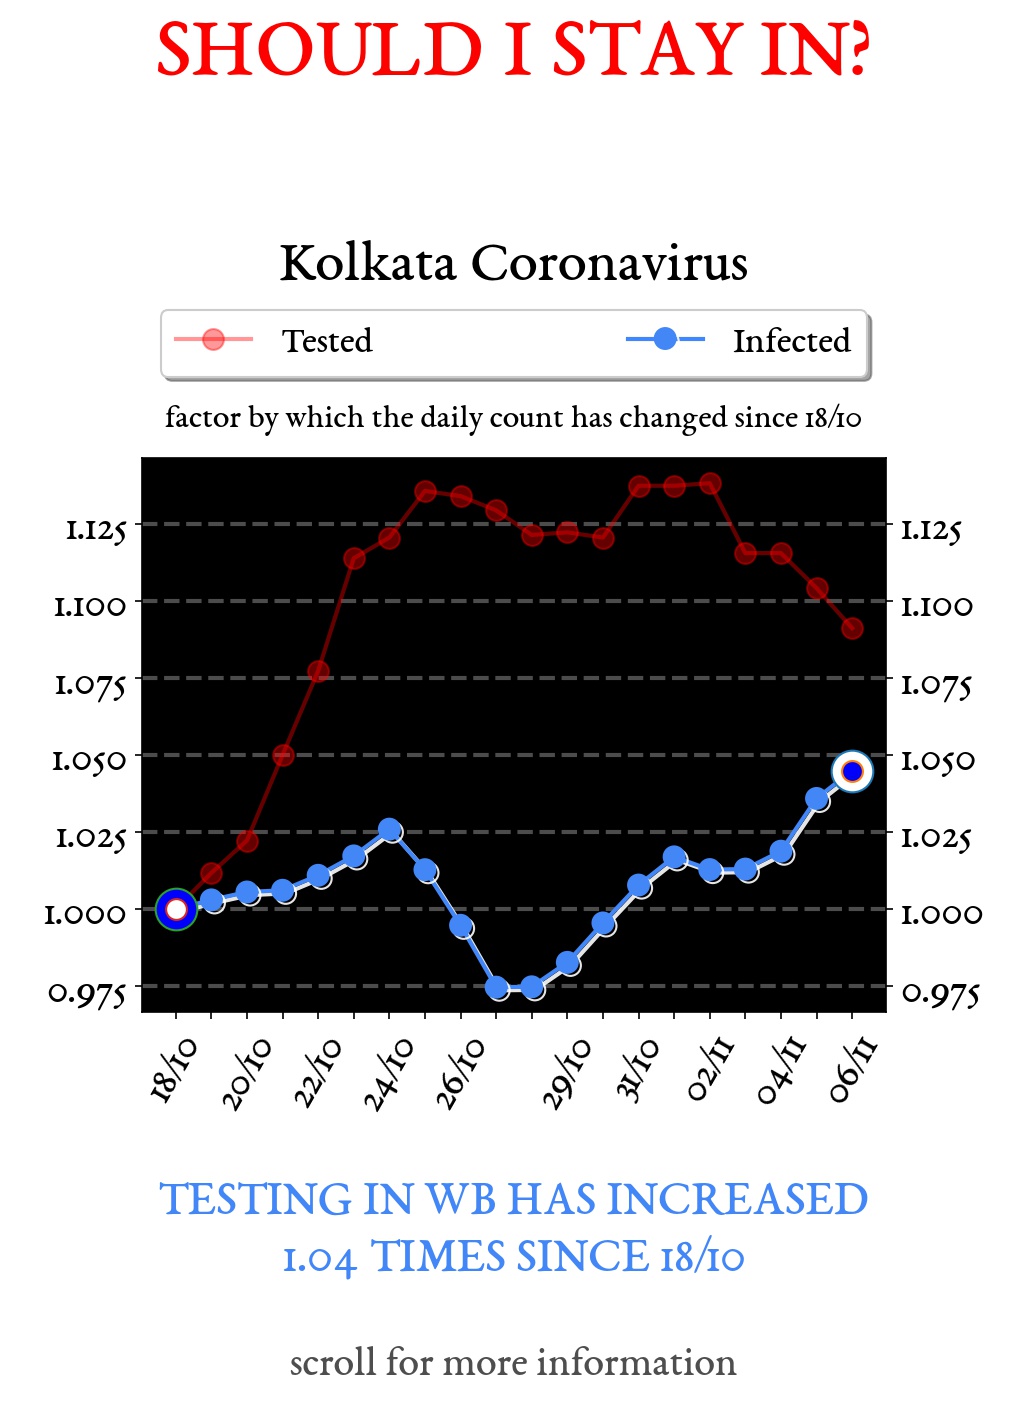 SHOULD I STAY IN?
Kolkata Coronavirus
Tested Infected
factor by which the daily count has changed since 18/10
1.125 1.125
1.100 1.100
1.075 1.075
1.050 1.050
1.025 1.025
1.000 1.000
0.975 0.975
18/10 20/10 22/10 24/10 26/10 29/10 31/10 02/11 04/11 06/11
TESTING IN WB HAS INCREASED
1.04 TIMES SINCE 18/10
scroll for more information